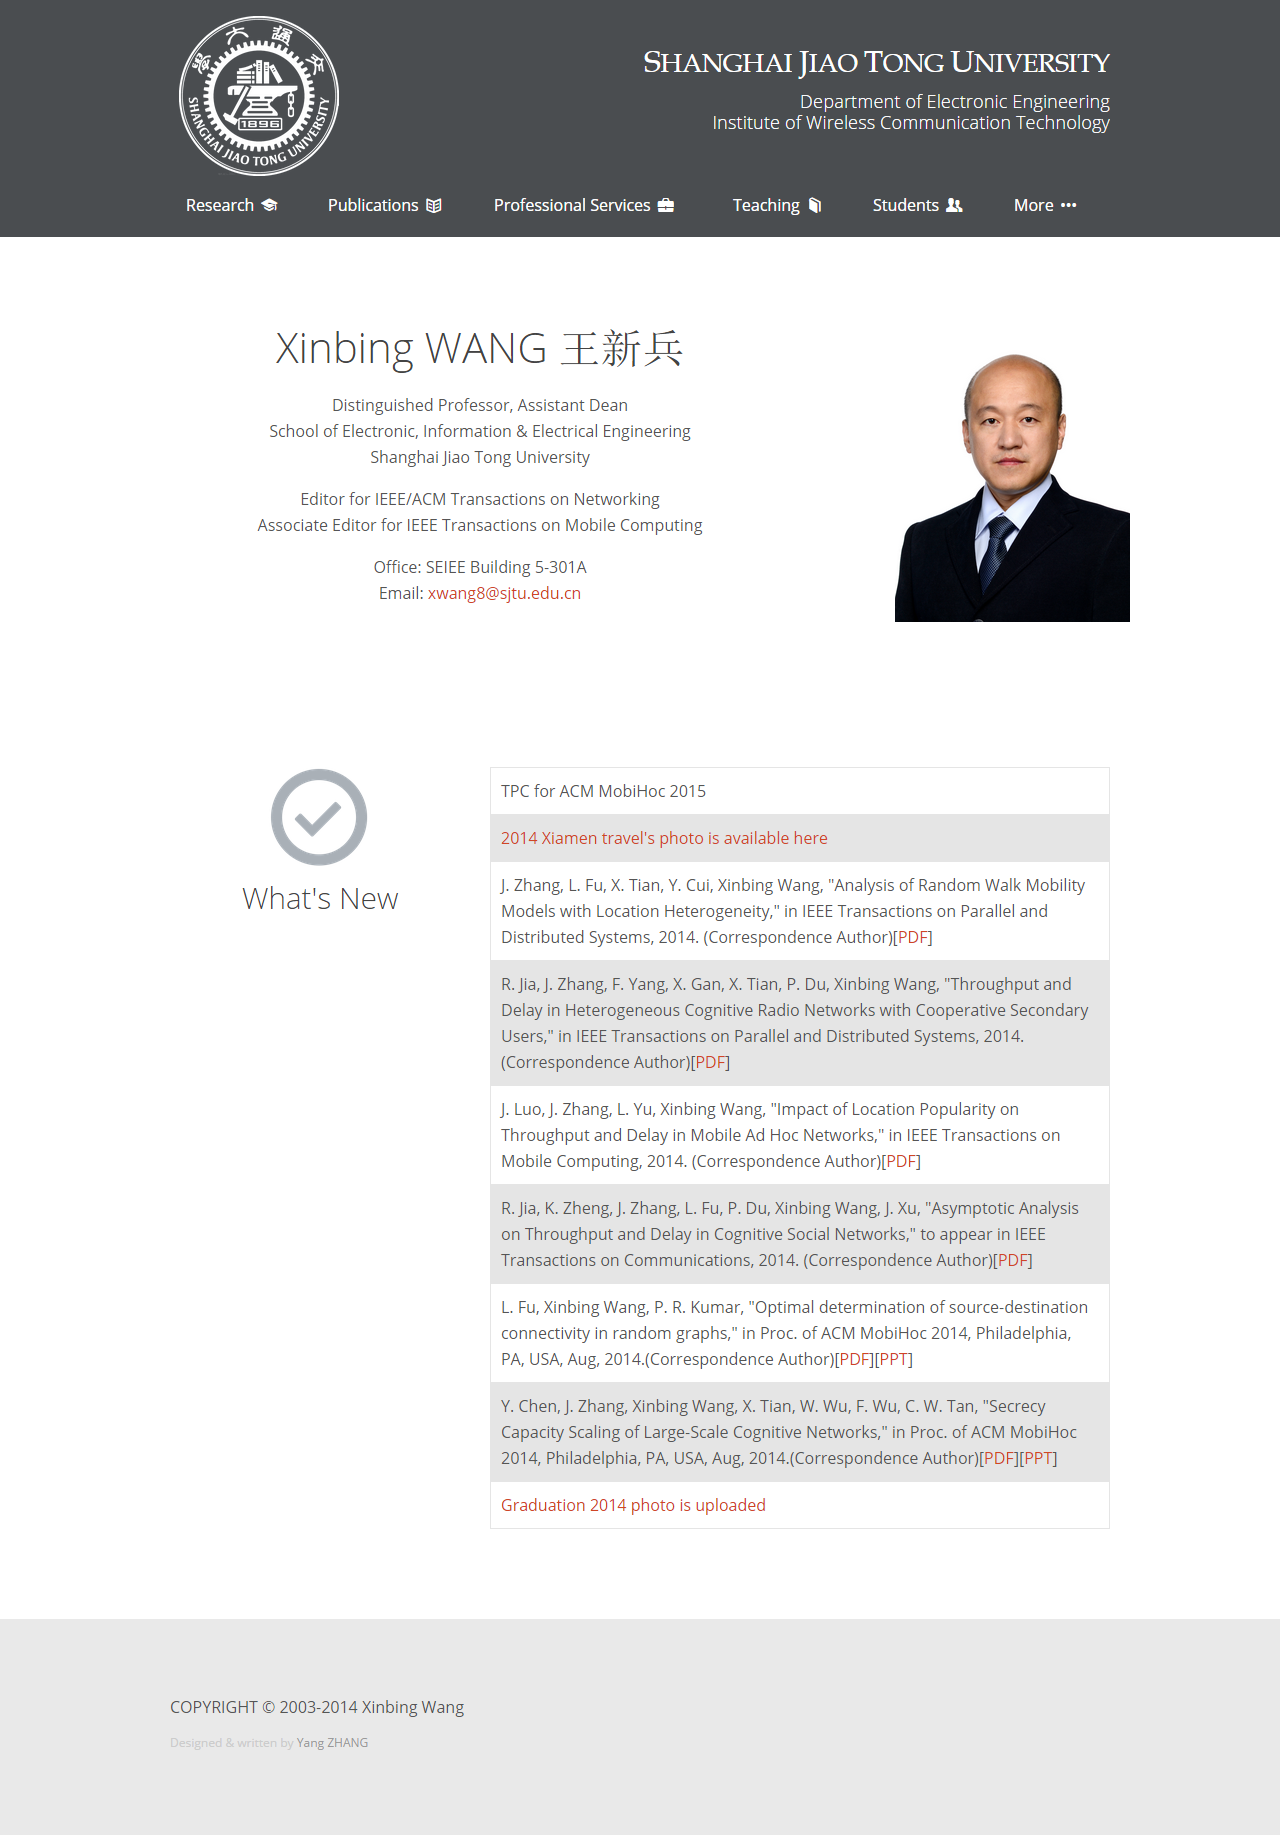 SHANGHAI JIAO TONG UNIVERSITY
1896
SHANGHAI JIAO TONG UNIVERSITY
Department of Electronic Engineering
Institute of Wireless Communication Technology
Research
Publications
Professional Services
Teaching
Students
More
Xinbing WANG 王新兵
Distinguished Professor, Assistant Dean
School of Electronic, Information & Electrical Engineering
Shanghai Jiao Tong University
Editor for IEEE/ACM Transactions on Networking
Associate Editor for IEEE Transactions on Mobile Computing
Office: SEIEE Building 5-301A
Email: xwang8@sjtu.edu.cn
What's New
TPC for ACM MobiHoc 2015
2014 Xiamen travel's photo is available here
J. Zhang, L. Fu, X. Tian, Y. Cui, Xinbing Wang, "Analysis of Random Walk Mobility
Models with Location Heterogeneity," in IEEE Transactions on Parallel and
Distributed Systems, 2014. (Correspondence Author)[PDF]
R. Jia, J. Zhang, F. Yang, X. Gan, X. Tian, P. Du, Xinbing Wang, "Throughput and
Delay in Heterogeneous Cognitive Radio Networks with Cooperative Secondary
Users," in IEEE Transactions on Parallel and Distributed Systems, 2014.
(Correspondence Author)[PDF]
J. Luo, J. Zhang, L. Yu, Xinbing Wang, "Impact of Location Popularity on
Throughput and Delay in Mobile Ad Hoc Networks," in IEEE Transactions on
Mobile Computing, 2014. (Correspondence Author)[PDF]
R. Jia, K. Zheng, J. Zhang, L. Fu, P. Du, Xinbing Wang, J. Xu, "Asymptotic Analysis
on Throughput and Delay in Cognitive Social Networks," to appear in IEEE
Transactions on Communications, 2014. (Correspondence Author)[PDF]
L. Fu, Xinbing Wang, P. R. Kumar, "Optimal determination of source-destination
connectivity in random graphs," in Proc. of ACM MobiHoc 2014, Philadelphia,
PA, USA, Aug, 2014.(Correspondence Author)[PDF][PPT]
Y. Chen, J. Zhang, Xinbing Wang, X. Tian, W. Wu, F. Wu, C. W. Tan, "Secrecy
Capacity Scaling of Large-Scale Cognitive Networks," in Proc. of ACM MobiHoc
2014, Philadelphia, PA, USA, Aug, 2014.(Correspondence Author)[PDF][PPT]
Graduation 2014 photo is uploaded
COPYRIGHT © 2003-2014 Xinbing Wang
Designed & written by Yang ZHANG